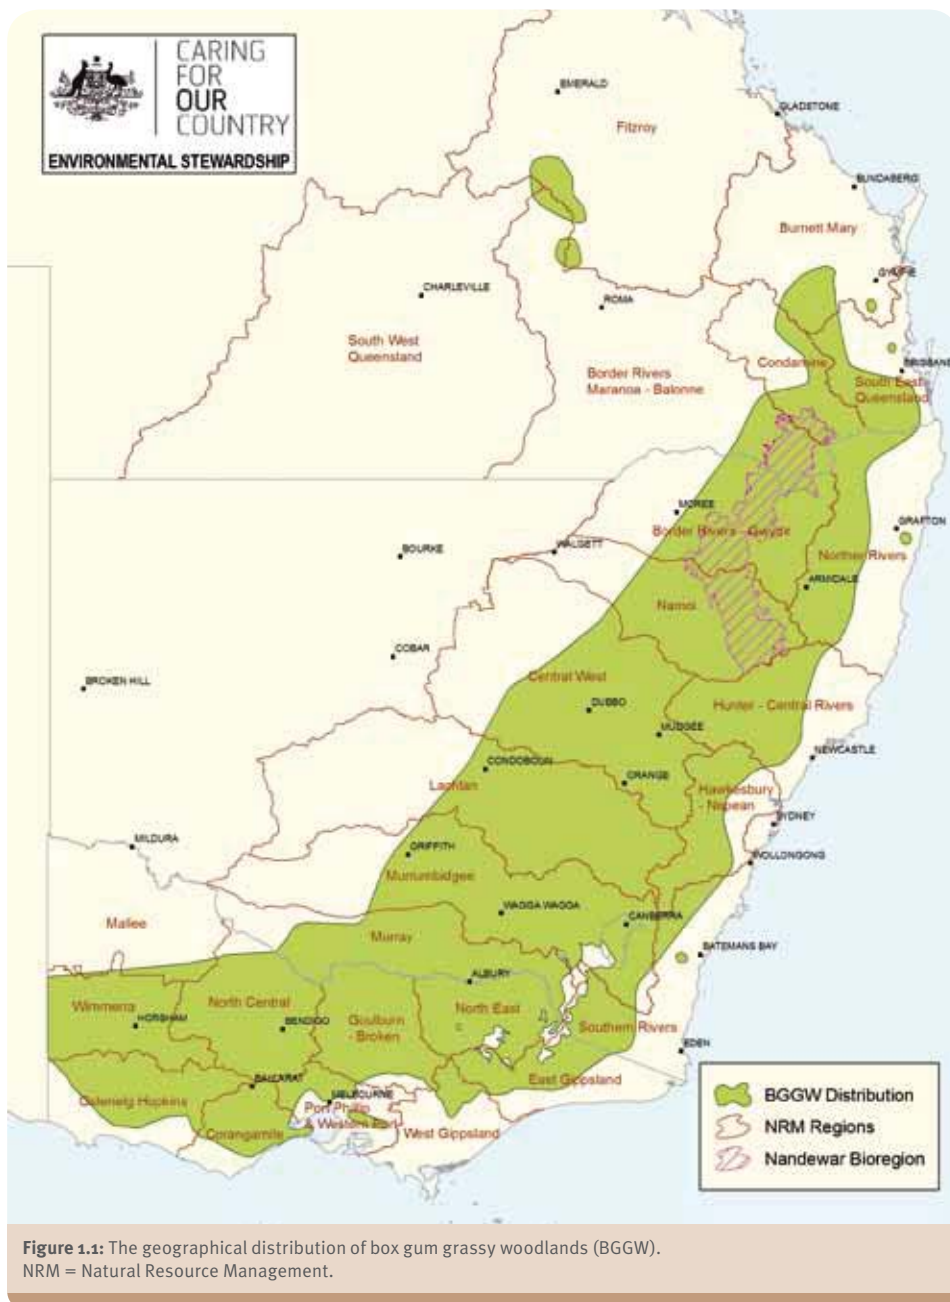 CARING
FOR
OUR
COUNTRY
ENVIRONMENTAL STEWARDSHIP
EMERALD
GLADSTONE
Fitzroy
BUNDABERG
Burnett Mary
GYMPIE
CHARLEVILLE
ROMA
South West
Queensland
Condamine
BRISBANE
Border Rivers
Maranoa - Balonne
South East
Queensland
MOREE
GRAFTON
Border Rivers - Gwydir
BOURKE
WALGETT
Northern Rivers
ARMIDALE
Namoi
COBAR
BROKEN HILL
Central West
DUBBO
Hunter - Central Rivers
MUDGEE
NEWCASTLE
CONDOBOLIN
ORANGE
Lachlan
Hawkesbury
- Nepean
SYDNEY
MILDURA
GRIFFITH
WOLLONGONG
Murrumbidgee
WAGGA WAGGA
CANBERRA
Mallee
Murray
BATEMANS BAY
ALBURY
Wimmera
North Central
North East
HORSHAM
BENDIGO
Goulburn
- Broken
Southern Rivers
EDEN
BALLARAT
East Gippsland
MELBOURNE
Glenelg Hopkins
Port Phillip
& Western Port
Corangamite
West Gippsland
BGGW Distribution
NRM Regions
Nandewar Bioregion
Figure 1.1: The geographical distribution of box gum grassy woodlands (BGGW).
NRM = Natural Resource Management.